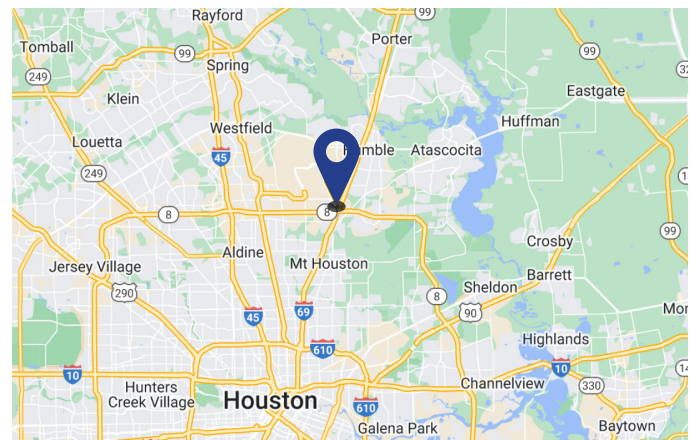 Rayford
Porter
Tomball
99
99
Spring
249
Eastgate
Klein
Huffman
Westfield
Louetta
45
Atascocita
249
8
8
99
Crosby
Aldine
Mt Houston
Jersey Village
Barrett
290
8
Sheldon
45
69
90
Highlands
610
10
10
Channelview
330
Hunters
Creek Village
Houston
610
Galena Park
Baytown